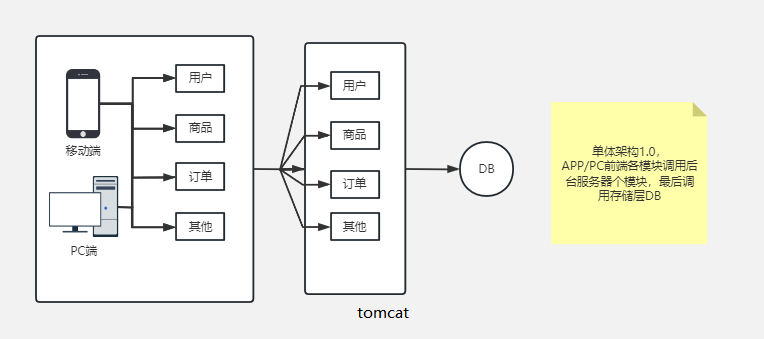 移动端
PC端
用户
商品
订单
其他
用户
商品
订单
其他
tomcat
DB
单体架构1.0，
APP/PC前端各模块调用后
台服务器个模块，最后调
用存储层DB